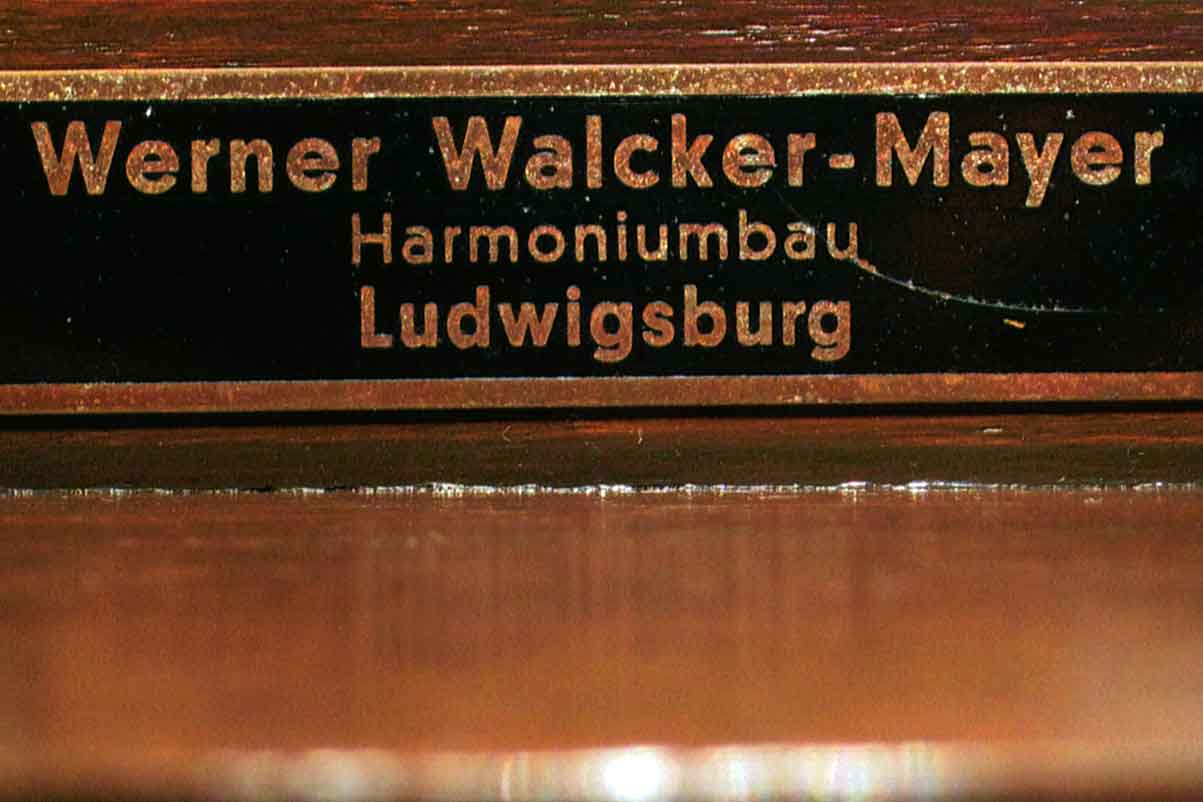 Werner Walcker-Mayer
Harmoniumbau
Ludwigsburg